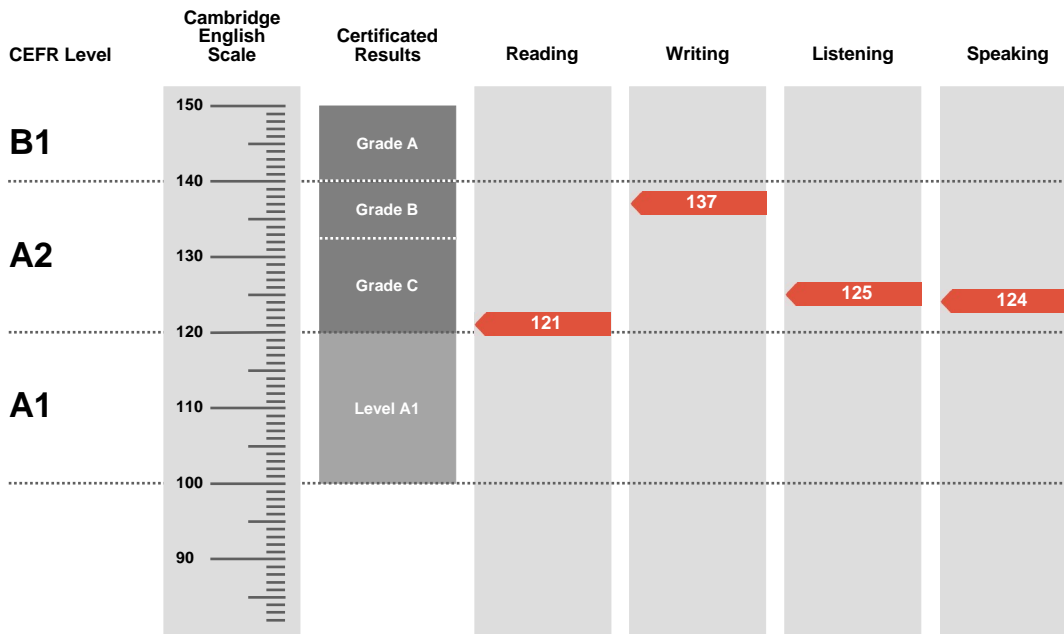 CEFR Level
Cambridge
English
Scale
Certificated
Results
Reading
Writing
Listening
Speaking
150
B1
Grade A
140
Grade B
137
A2
130
Grade C
125
124
121
120
A1
110
Level A1
100
90